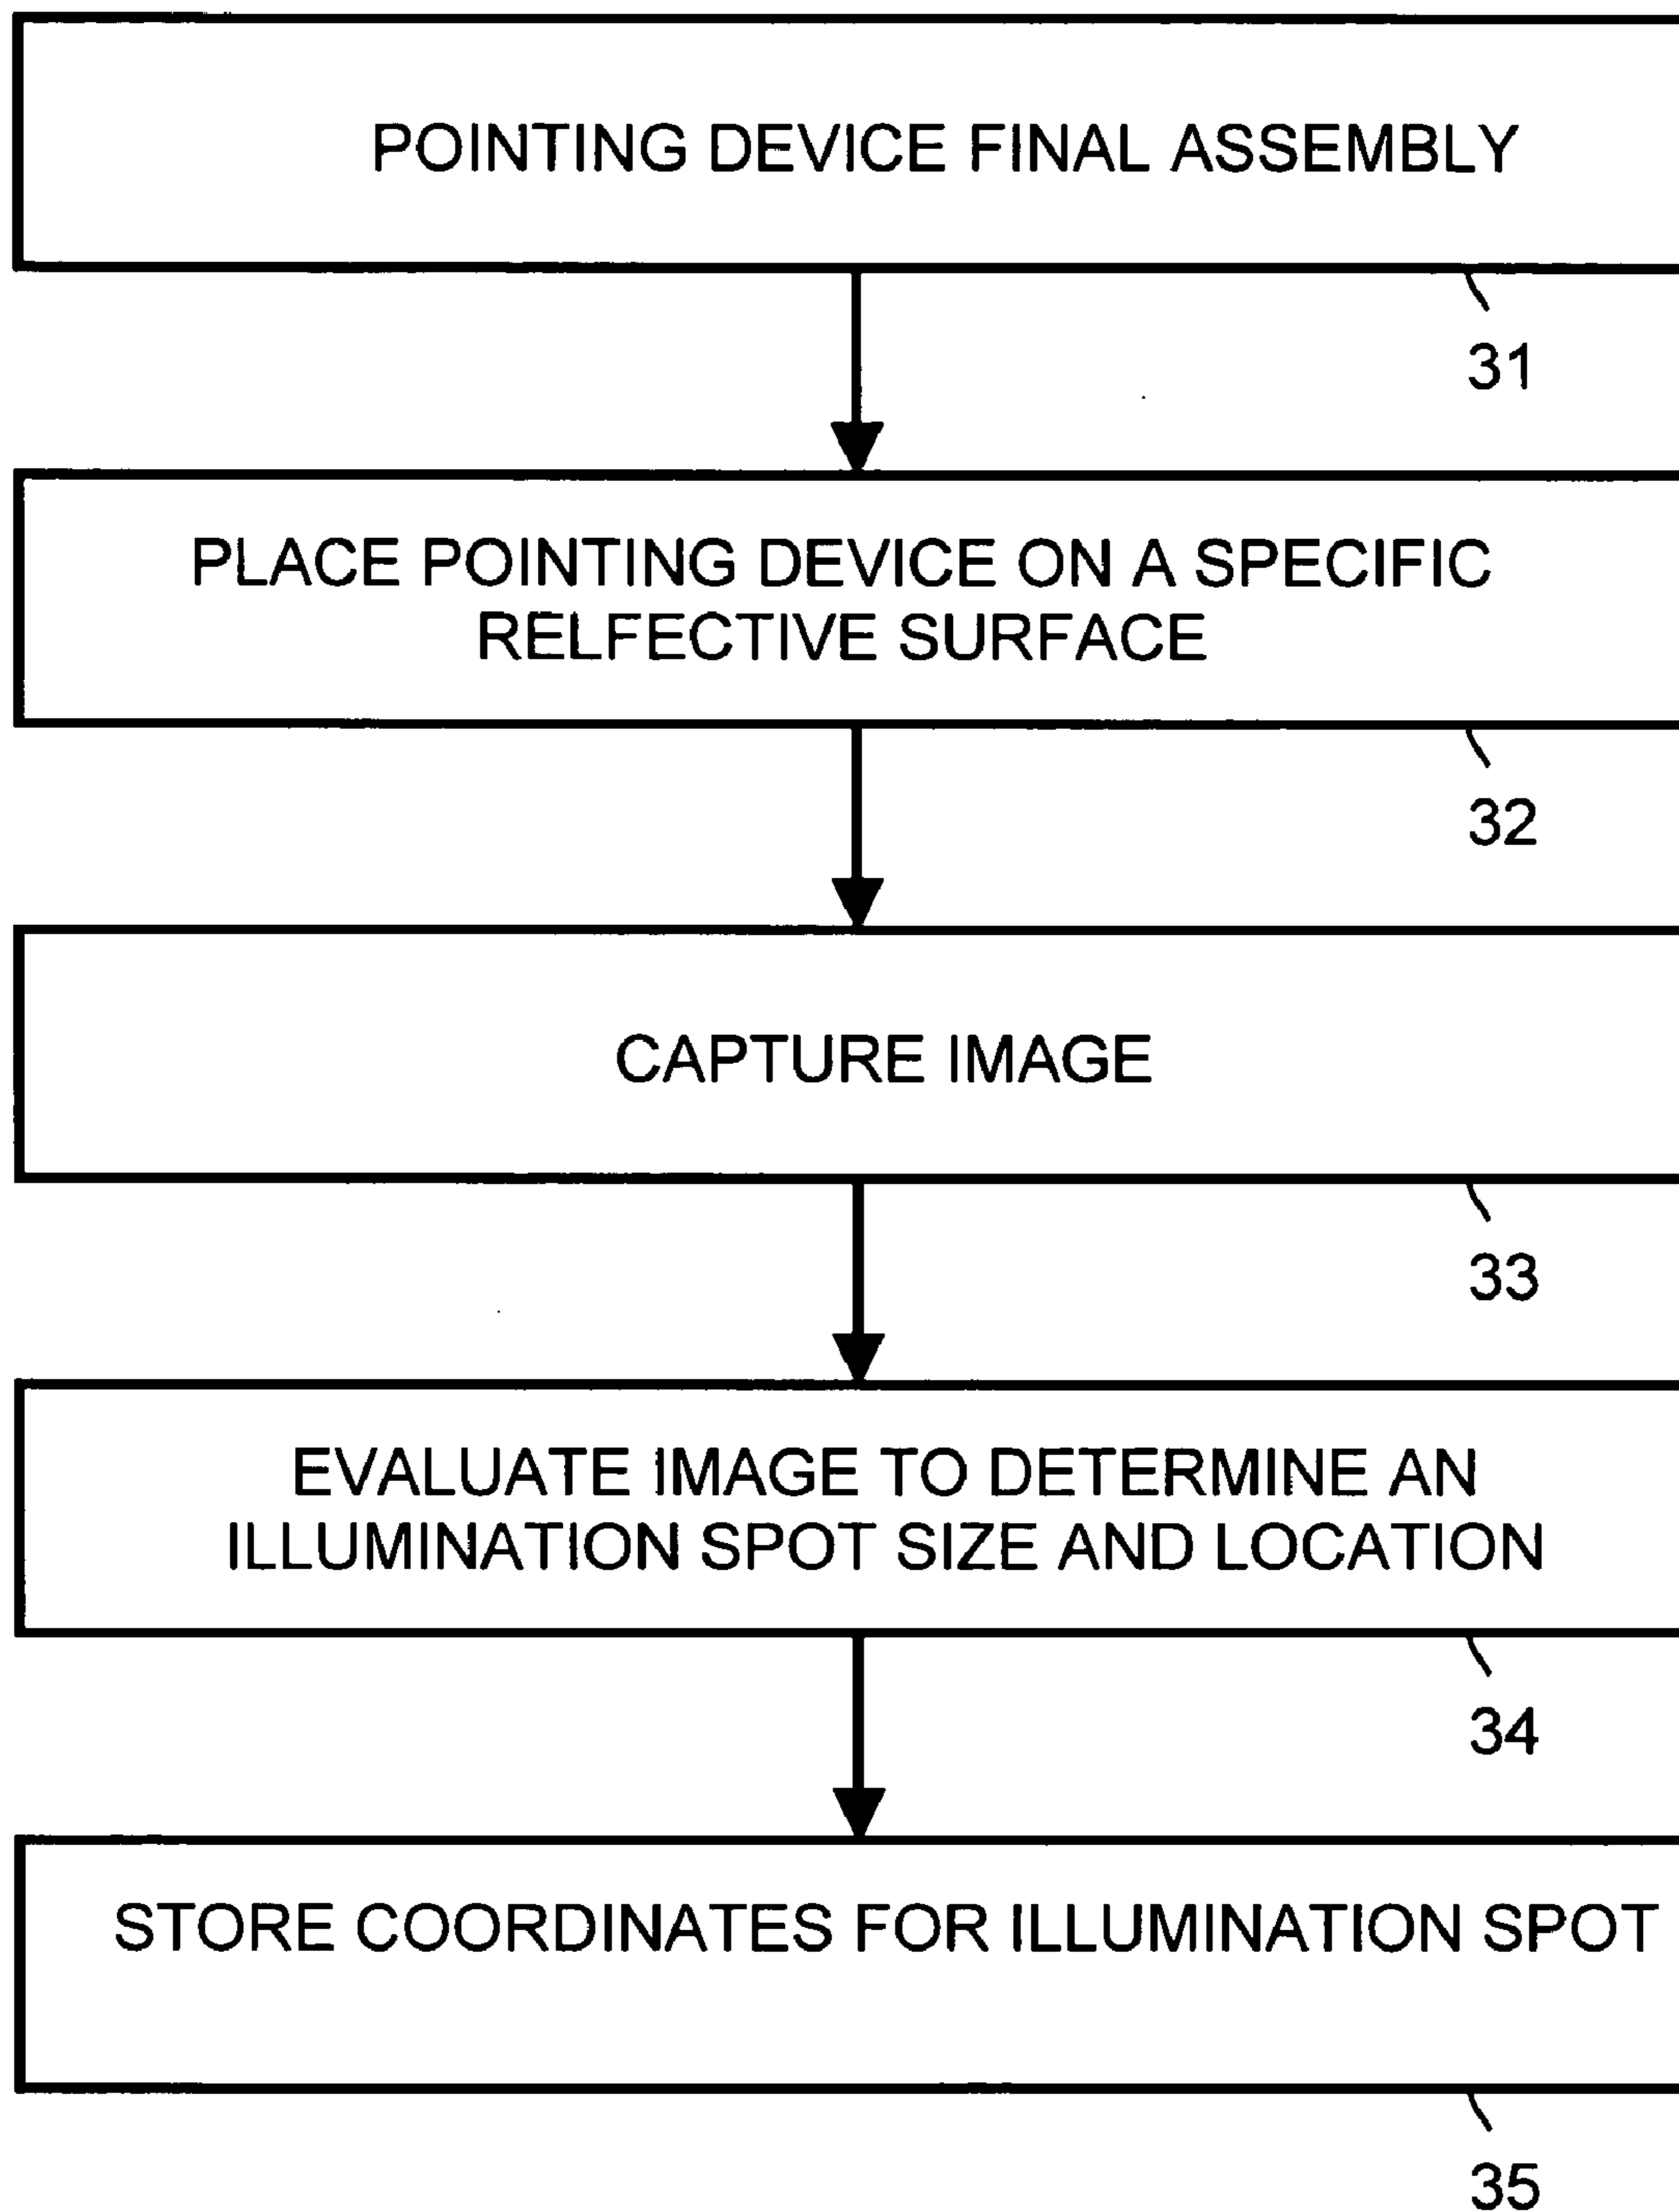 POINTING DEVICE FINAL ASSEMBLY
31
PLACE POINTING DEVICE ON A SPECIFIC
RELFECTIVE SURFACE
32
CAPTURE IMAGE
33
EVALUATE IMAGE TO DETERMINE AN
ILLUMINATION SPOT SIZE AND LOCATION
34
STORE COORDINATES FOR ILLUMINATION SPOT
35